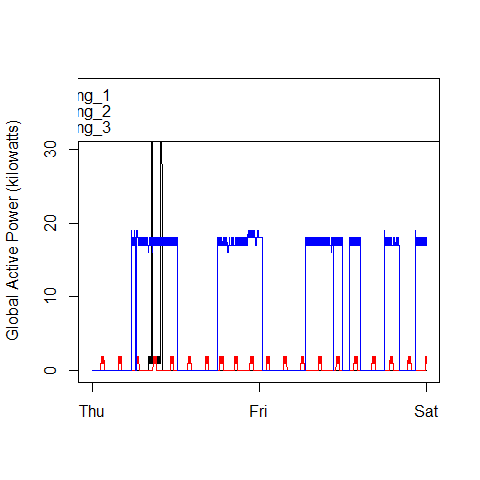 ng_1
ng_2
ng_3
Global Active Power (kilowatts)
30
20
10
0
Thu Fri Sat